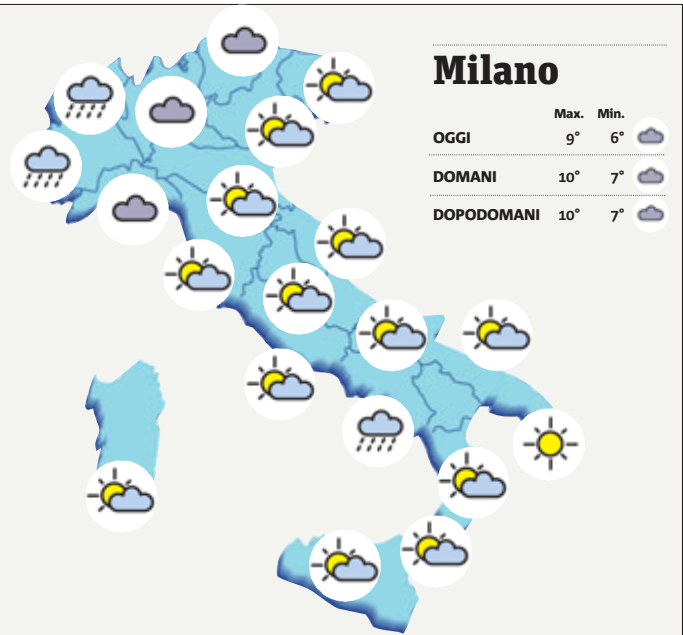 Milano
Max. Min.
OGGI 9° 6°
DOMANI 10° 7°
DOPODOMANI 10° 7°